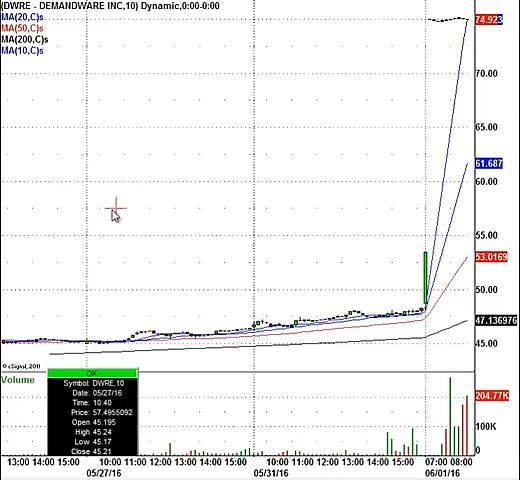 (DWRE - DEMANDWARE INC,10) Dynamic,0:00-0:00
MA(20,C)s
MA(50,C)s
MA(200,C)s
MA(10,C)s
74.923
70.00
65.00
61.687
60.00
55.00
53.0169
50.00
47.136976
45.00
© eSignal, 2011
Volume
OK
Symbol: DWRE,10
Date: 05/27/16
Time: 10:40
Price: 57.4955092
Open 45.195
High 45.24
Low 45.17
Close 45.21
204.77K
100K
0
13:00 14:00 15:00 10:00 11:00 12:00 13:00 14:00 15:00 10:00 11:00 12:00 13:00 14:00 15:00 07:00 08:00
05/27/16 05/31/16 06/01/16